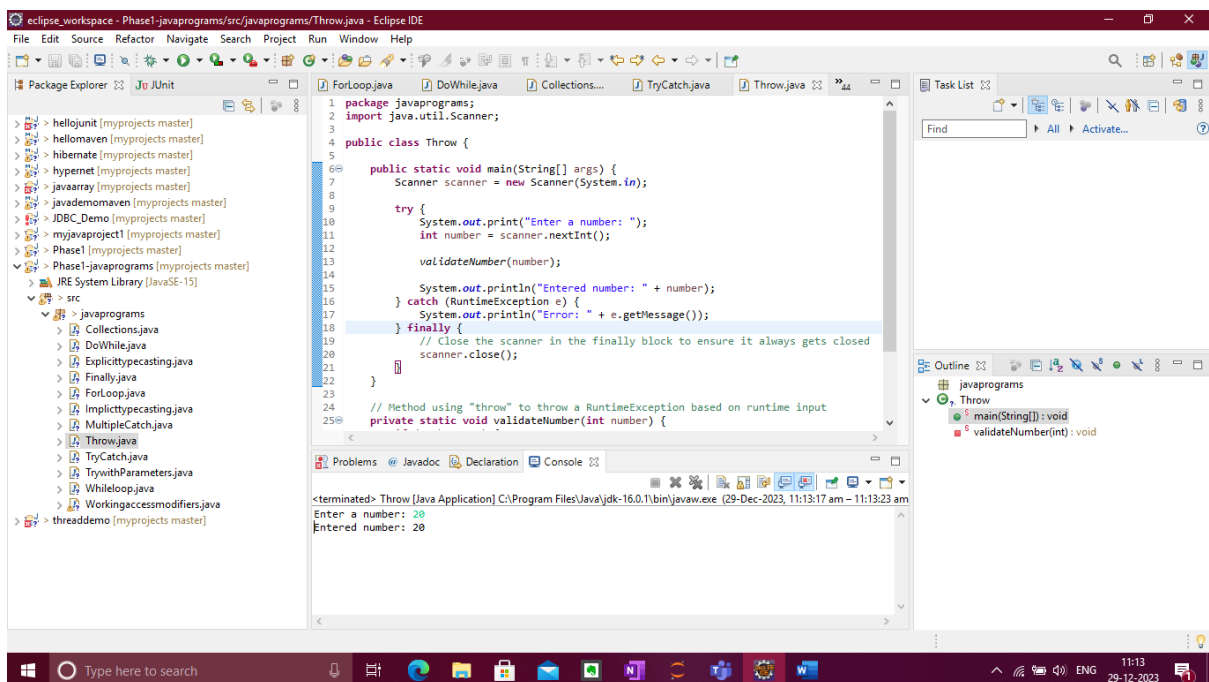 eclipse_workspace - Phase1-javaprograms/src/javaprograms/Throw.java - Eclipse IDE
File Edit Source Refactor Navigate Search Project Run Window Help
Package Explorer JUnit
> hellojunit [myprojects master]
> hellomaven [myprojects master]
> hibernate [myprojects master]
> hypernet [myprojects master]
> javaarray [myprojects master]
> javademomaven [myprojects master]
> JDBC_Demo [myprojects master]
> myjavaproject1 [myprojects master]
> Phase1 [myprojects master]
> Phase1-javaprograms [myprojects master]
JRE System Library [JavaSE-15]
> src
> javaprograms
Collections.java
DoWhile.java
Explicittypecasting.java
Finally.java
ForLoop.java
Implicttypecasting.java
MultipleCatch.java
Throw.java
TryCatch.java
TrywithParameters.java
Whileloop.java
Workingaccessmodifiers.java
> threaddemo [myprojects master]
ForLoop.java DoWhile.java Collections.... TryCatch.java Throw.java »44
1 package javaprograms;
2 import java.util.Scanner;
3
4 public class Throw {
5
6 public static void main(String[] args) {
7 Scanner scanner = new Scanner(System.in);
8
9 try {
10 System.out.print("Enter a number: ");
11 int number = scanner.nextInt();
12
13 validateNumber(number);
14
15 System.out.println("Entered number: " + number);
16 } catch (RuntimeException e) {
17 System.out.println("Error: " + e.getMessage());
18 } finally {
19 // Close the scanner in the finally block to ensure it always gets closed
20 scanner.close();
21 }
22 }
23
24 // Method using "throw" to throw a RuntimeException based on runtime input
25 private static void validateNumber(int number) {
Problems @ Javadoc Declaration Console
<terminated> Throw [Java Application] C:\Program Files\Java\jdk-16.0.1\bin\javaw.exe (29-Dec-2023, 11:13:17 am – 11:13:23 am
Enter a number: 20
Entered number: 20
Task List
Find All Activate...
Outline
javaprograms
Throw
main(String[]) : void
validateNumber(int) : void
Type here to search
ENG
11:13
29-12-2023